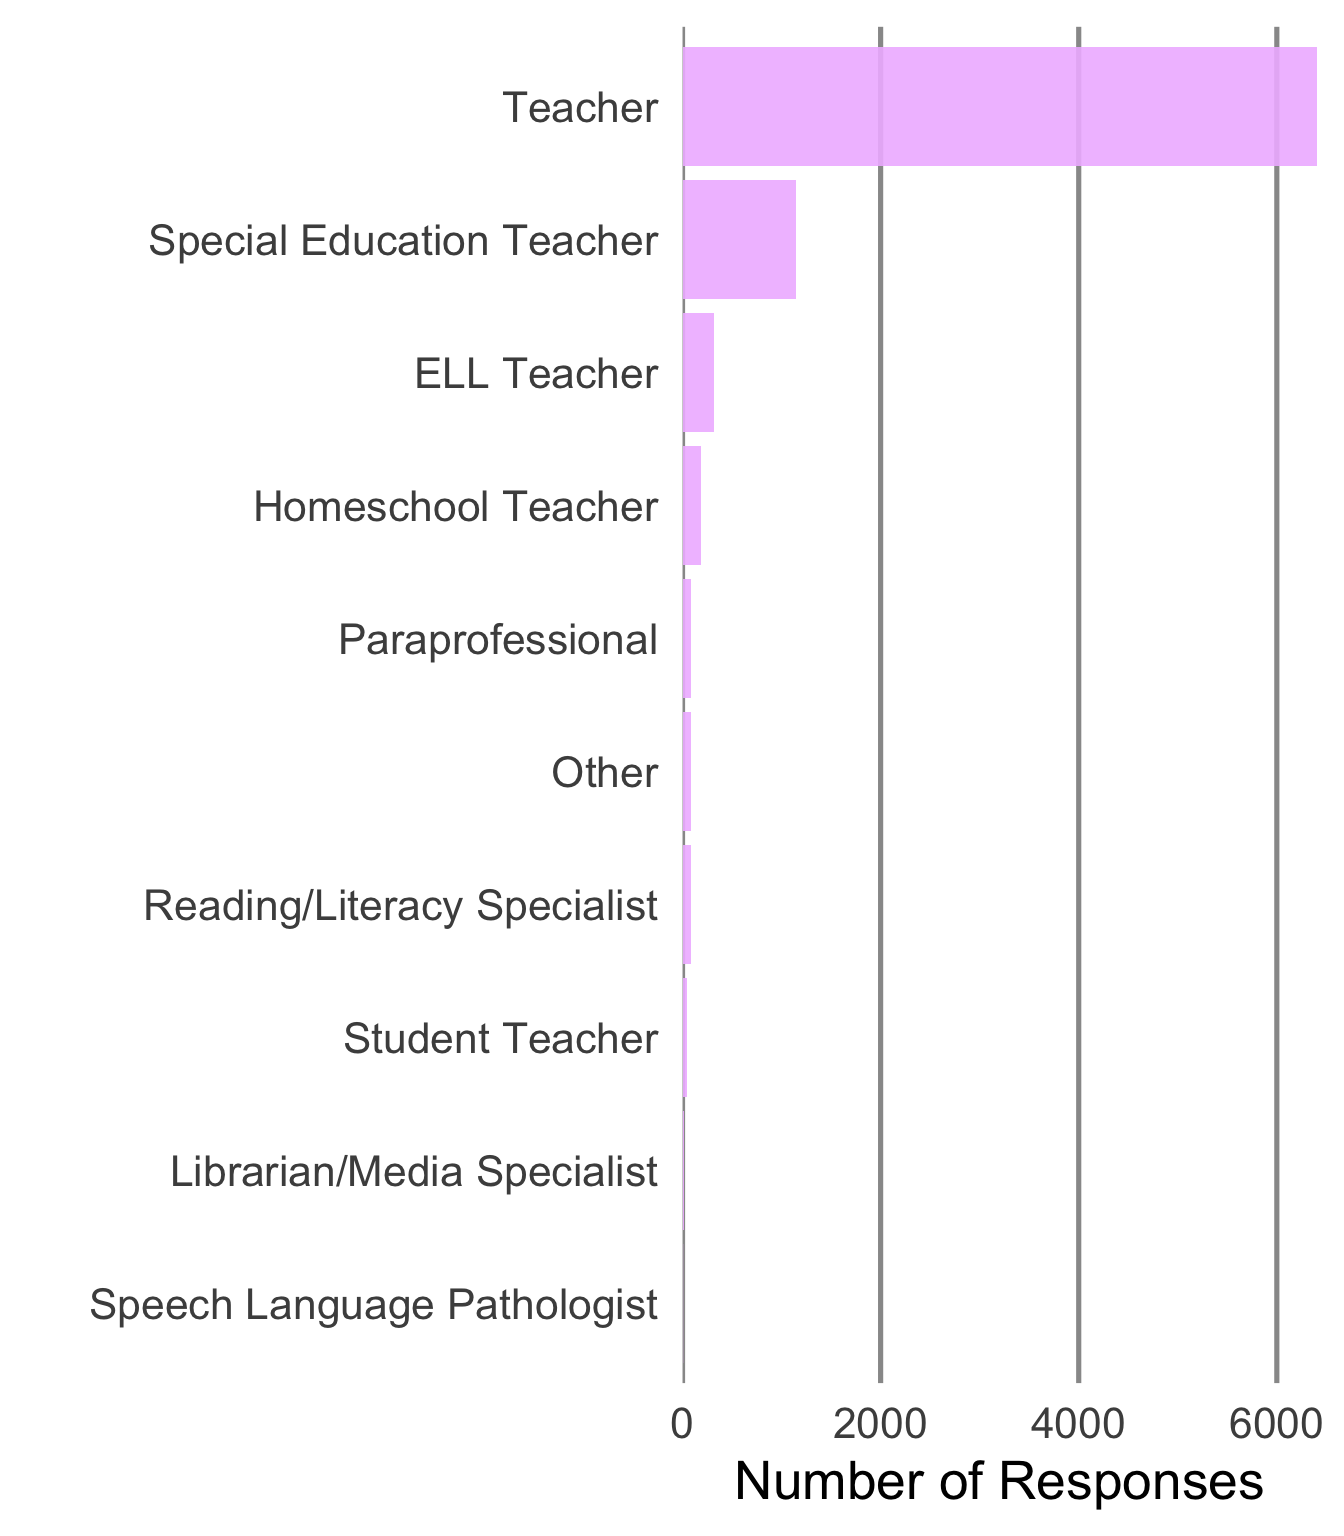 Teacher
Special Education Teacher
ELL Teacher
Homeschool Teacher
Paraprofessional
Other
Reading/Literacy Specialist
Student Teacher
Librarian/Media Specialist
Speech Language Pathologist
0 2000 4000 6000
Number of Responses